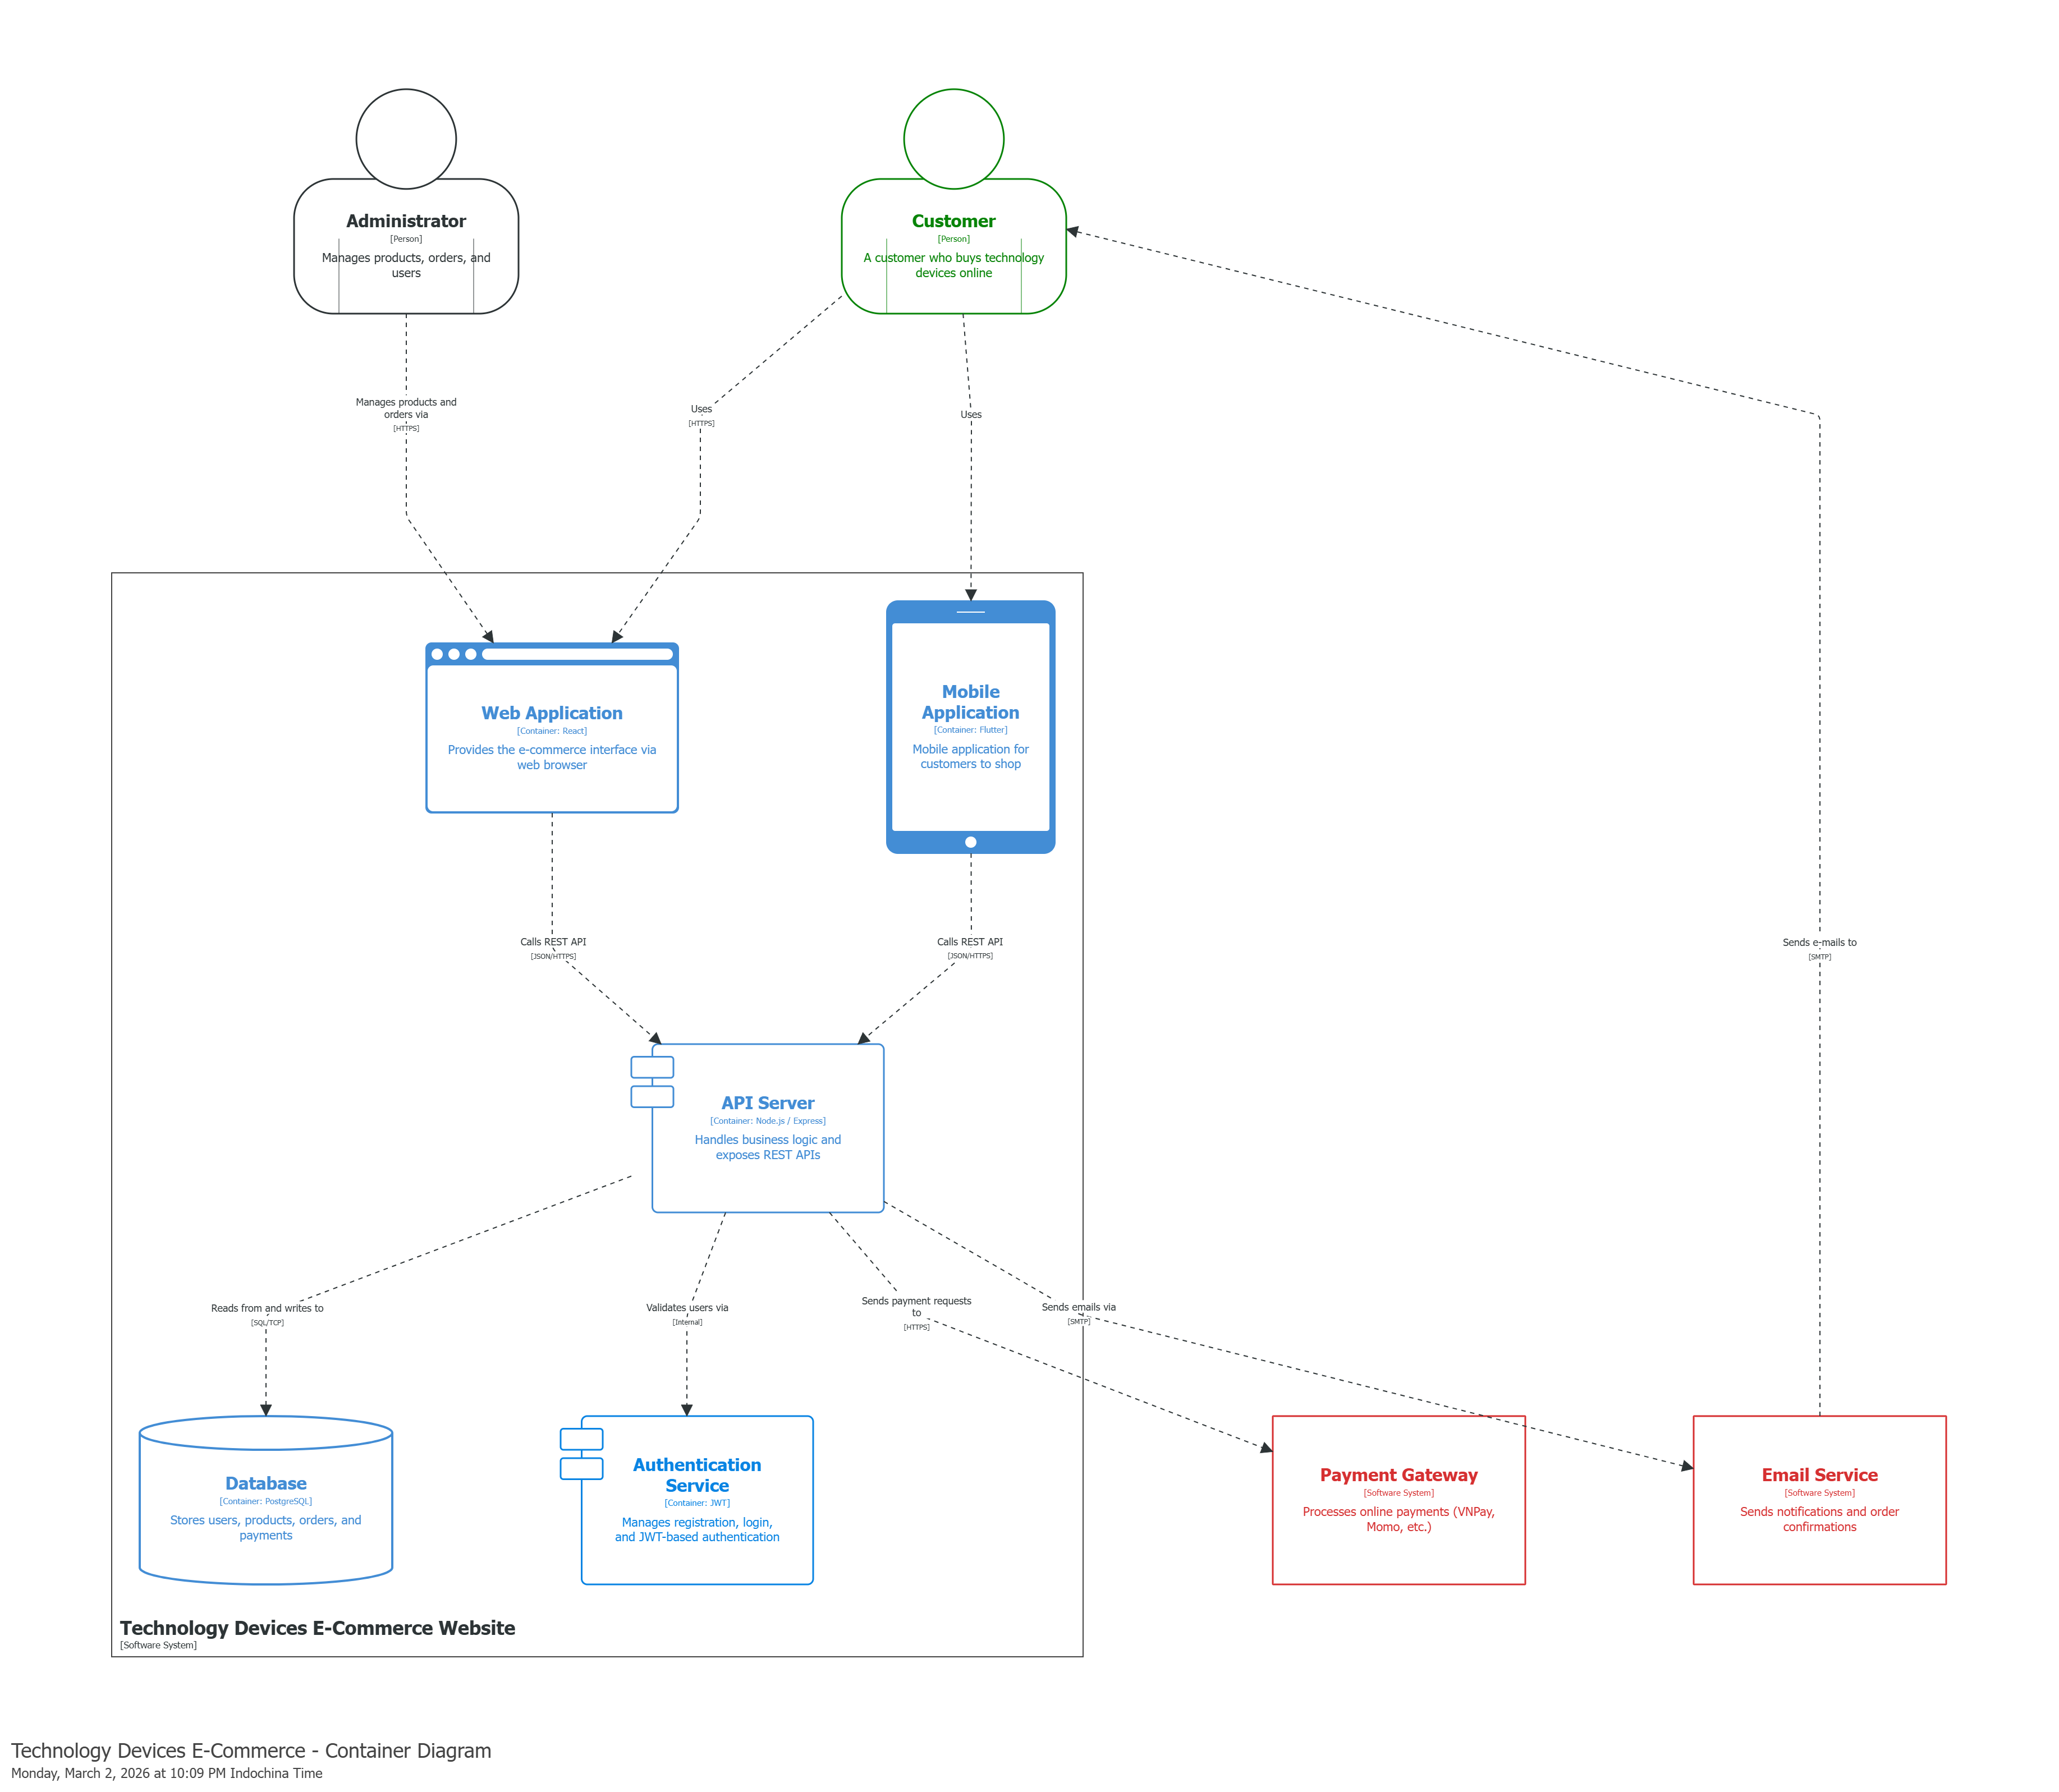 Administrator
[Person]
Manages products, orders, and
users
Customer
[Person]
A customer who buys technology
devices online
Manages products and
orders via
[HTTPS]
Uses
[HTTPS]
Uses
Web Application
[Container: React]
Provides the e-commerce interface via
web browser
Mobile
Application
[Container: Flutter]
Mobile application for
customers to shop
Calls REST API
[JSON/HTTPS]
Calls REST API
[JSON/HTTPS]
Sends e-mails to
[SMTP]
API Server
[Container: Node.js / Express]
Handles business logic and
exposes REST APIs
Reads from and writes to
[SQL/TCP]
Validates users via
[Internal]
Sends payment requests
to
[HTTPS]
Sends emails via
[SMTP]
Database
[Container: PostgreSQL]
Stores users, products, orders, and
payments
Authentication
Service
[Container: JWT]
Manages registration, login,
and JWT-based authentication
Payment Gateway
[Software System]
Processes online payments (VNPay,
Momo, etc.)
Email Service
[Software System]
Sends notifications and order
confirmations
Technology Devices E-Commerce Website
[Software System]
Technology Devices E-Commerce - Container Diagram
Monday, March 2, 2026 at 10:09 PM Indochina Time